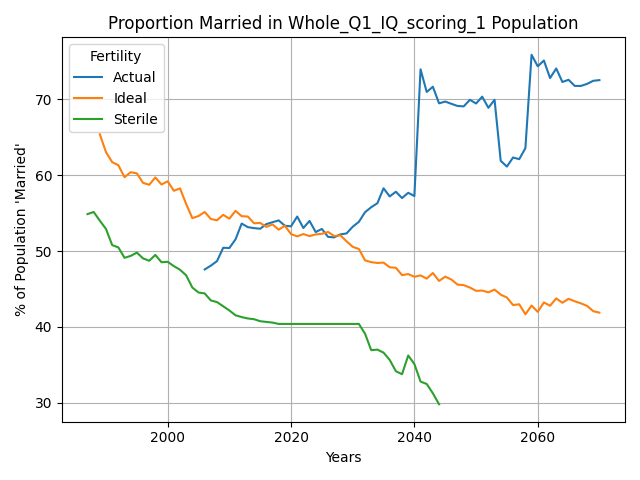 Proportion Married in Whole_Q1_IQ_scoring_1 Population
% of Population 'Married'
Fertility
Actual
Ideal
Sterile
70
60
50
40
30
2000 2020 2040 2060
Years